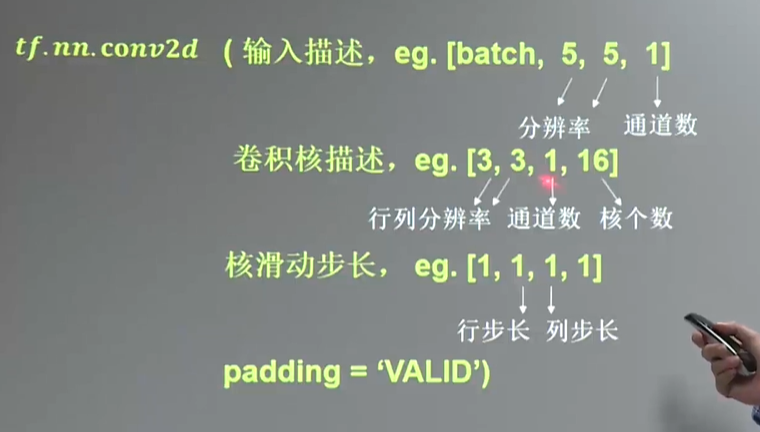 tf.nn.conv2d ( 输入描述，eg. [batch, 5, 5, 1]
分辨率 通道数
卷积核描述，eg. [3, 3, 1, 16]
行列分辨率 通道数 核个数
核滑动步长， eg. [1, 1, 1, 1]
行步长 列步长
padding = ‘VALID’)